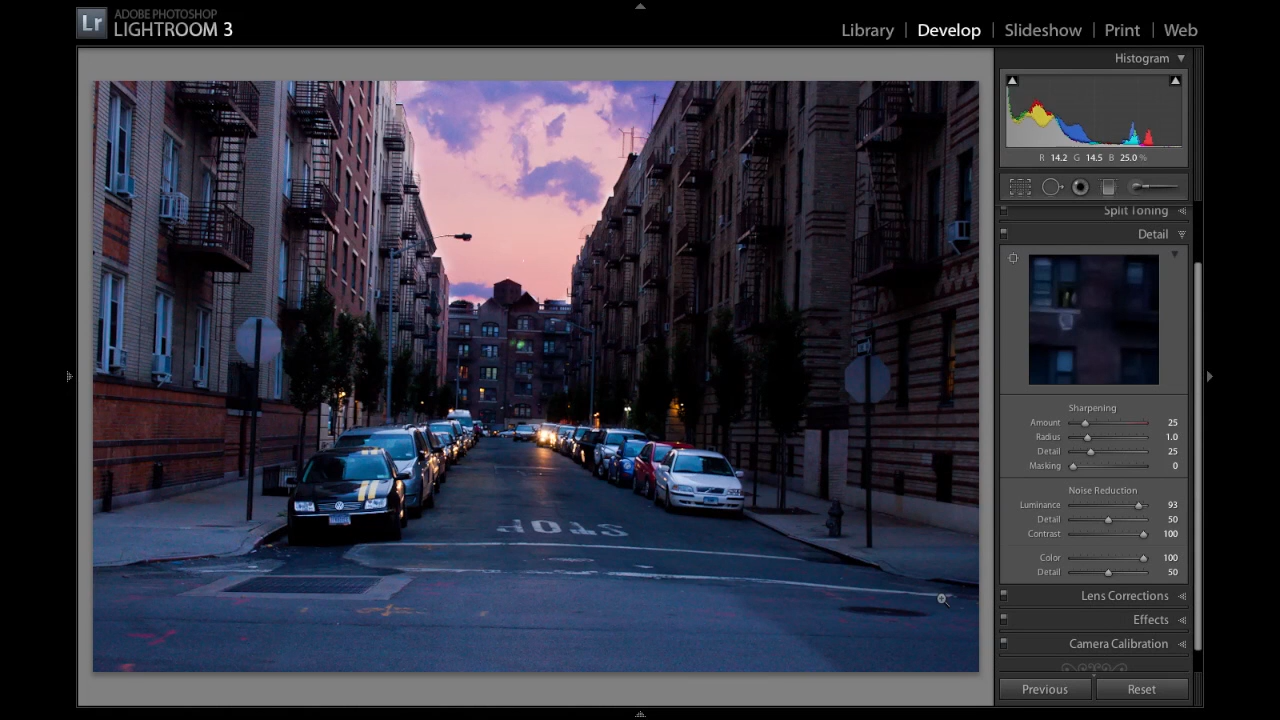 Lr
ADOBE PHOTOSHOP
LIGHTROOM 3
Library | Develop | Slideshow | Print | Web
Histogram
R 14.2 G 14.5 B 25.0 %
Split Toning
Detail
Sharpening
Amount 25
Radius 1.0
Detail 25
Masking 0
Noise Reduction
Luminance 93
Detail 50
Contrast 100
Color 100
Detail 50
Lens Corrections
Effects
Camera Calibration
Previous Reset
STOP